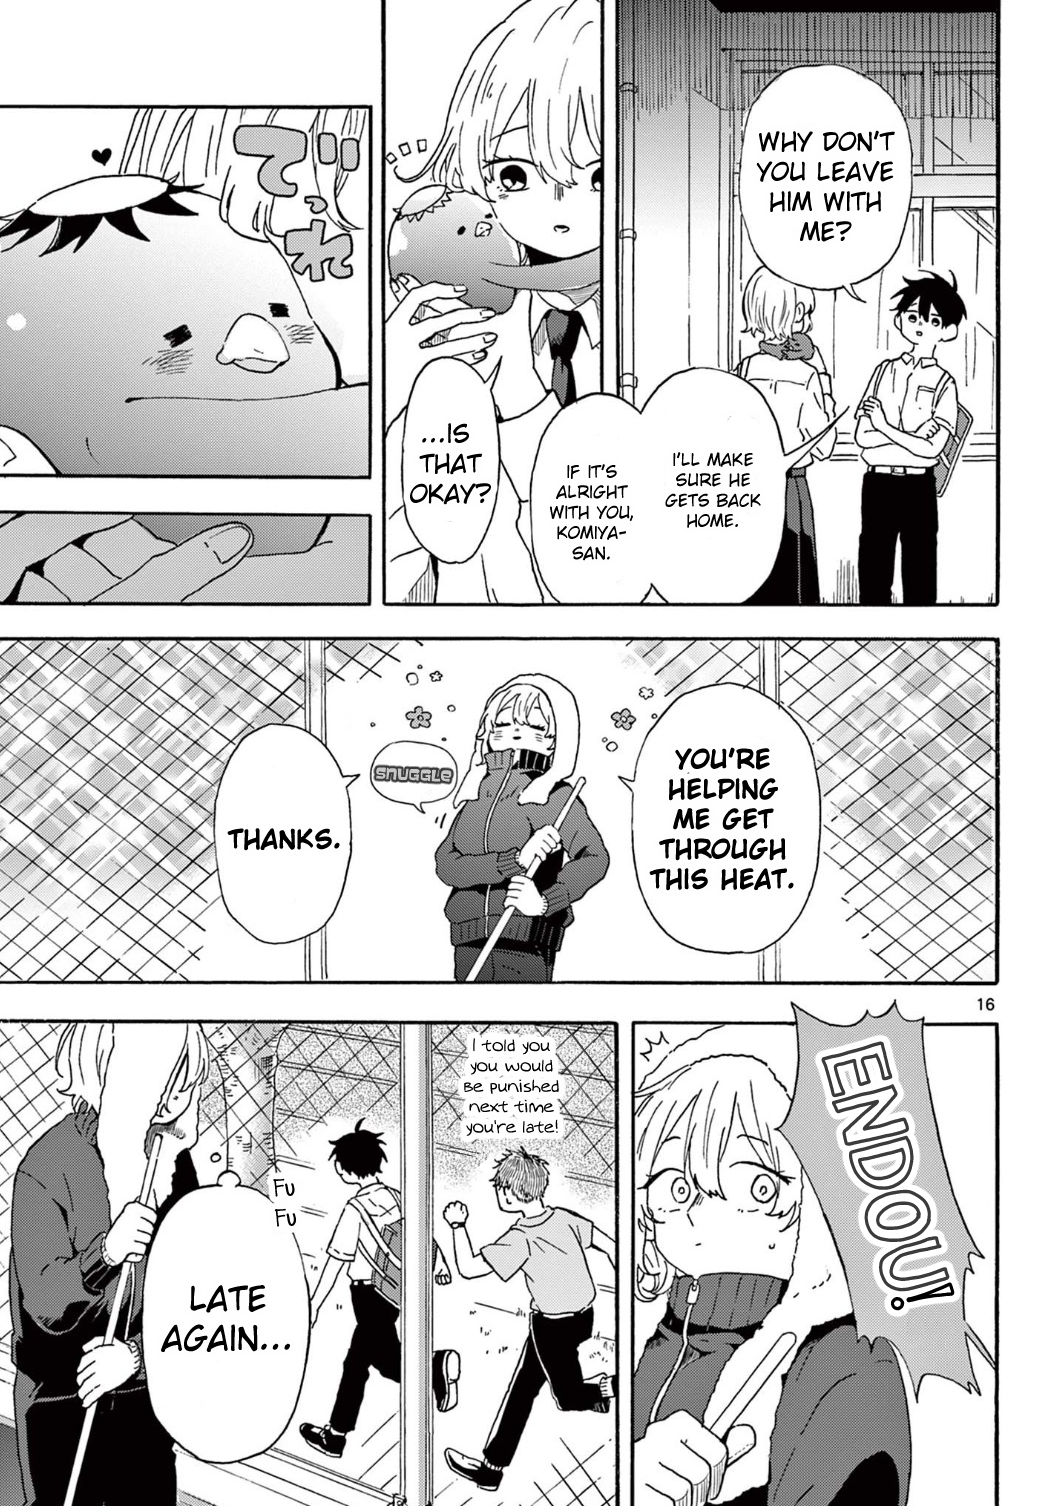 WHY DON'T
YOU LEAVE
HIM WITH
ME?
I'LL MAKE
SURE HE
GETS BACK
HOME.
IF IT'S
ALRIGHT
WITH YOU,
KOMIYA-
SAN.
...IS
THAT
OKAY?
でれっ
YOU'RE
HELPING
ME GET
THROUGH
THIS HEAT.
SNUGGLE
THANKS.
16
ENDOU!
I told you
you would
be punished
next time
you're late!
FU
FU
LATE
AGAIN...